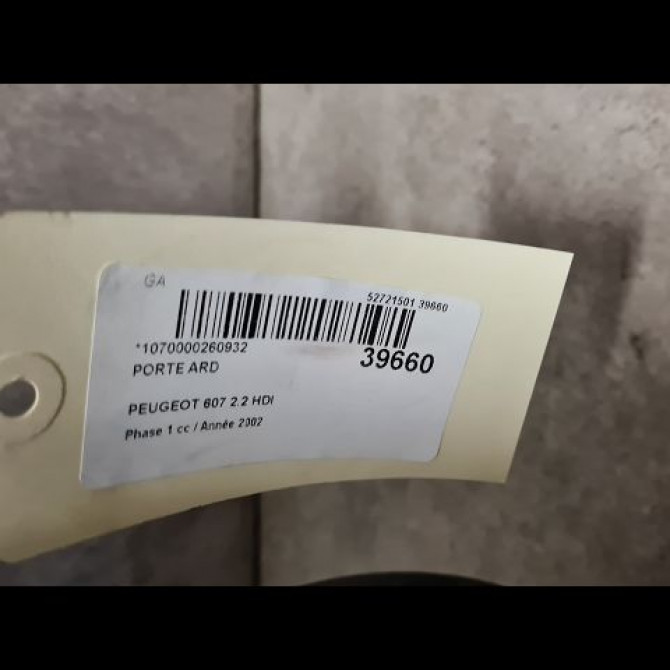 GA
52721501 39660
*1070000260932
39660
PORTE ARD
PEUGEOT 607 2.2 HDI
Phase 1 cc / Année 2002